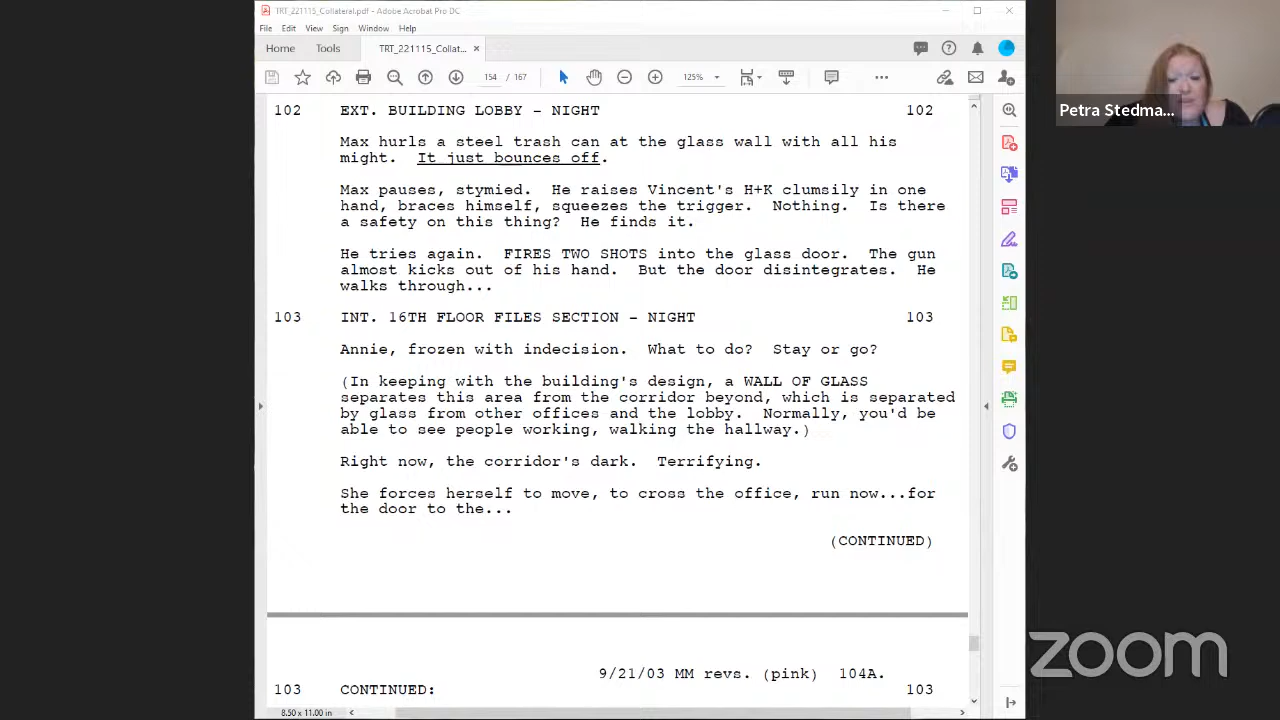 TRT_221115_Collateral.pdf - Adobe Acrobat Pro DC
File Edit View Sign Window Help
Home Tools TRT_221115_Collat... ×
154 / 167 125%
102 EXT. BUILDING LOBBY - NIGHT 102
Max hurls a steel trash can at the glass wall with all his
might. It just bounces off.
Max pauses, stymied. He raises Vincent's H+K clumsily in one
hand, braces himself, squeezes the trigger. Nothing. Is there
a safety on this thing? He finds it.
He tries again. FIRES TWO SHOTS into the glass door. The gun
almost kicks out of his hand. But the door disintegrates. He
walks through...
103 INT. 16TH FLOOR FILES SECTION - NIGHT 103
Annie, frozen with indecision. What to do? Stay or go?
(In keeping with the building's design, a WALL OF GLASS
separates this area from the corridor beyond, which is separated
by glass from other offices and the lobby. Normally, you'd be
able to see people working, walking the hallway.)
Right now, the corridor's dark. Terrifying.
She forces herself to move, to cross the office, run now...for
the door to the...
(CONTINUED)
9/21/03 MM revs. (pink) 104A.
103 CONTINUED: 103
8.50 x 11.00 in
Petra Stedma...
zoom